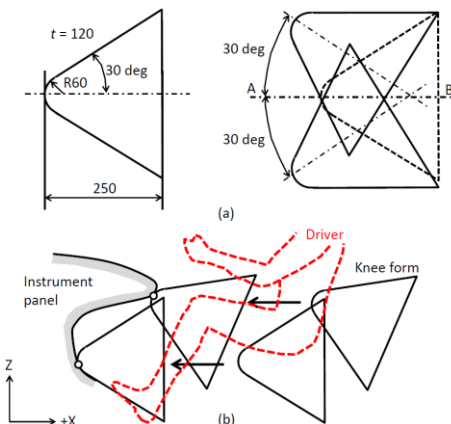 t = 120
R60
30 deg
250
30 deg
A
B
30 deg
(a)
Driver
Instrument
panel
Knee form
Z
+X
(b)